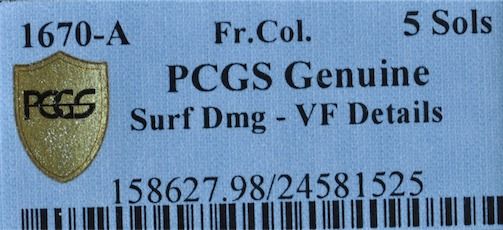 1670-A Fr.Col. 5 Sols
PCGS Genuine
PCGS
Surf Dmg - VF Details
158627.98/24581525